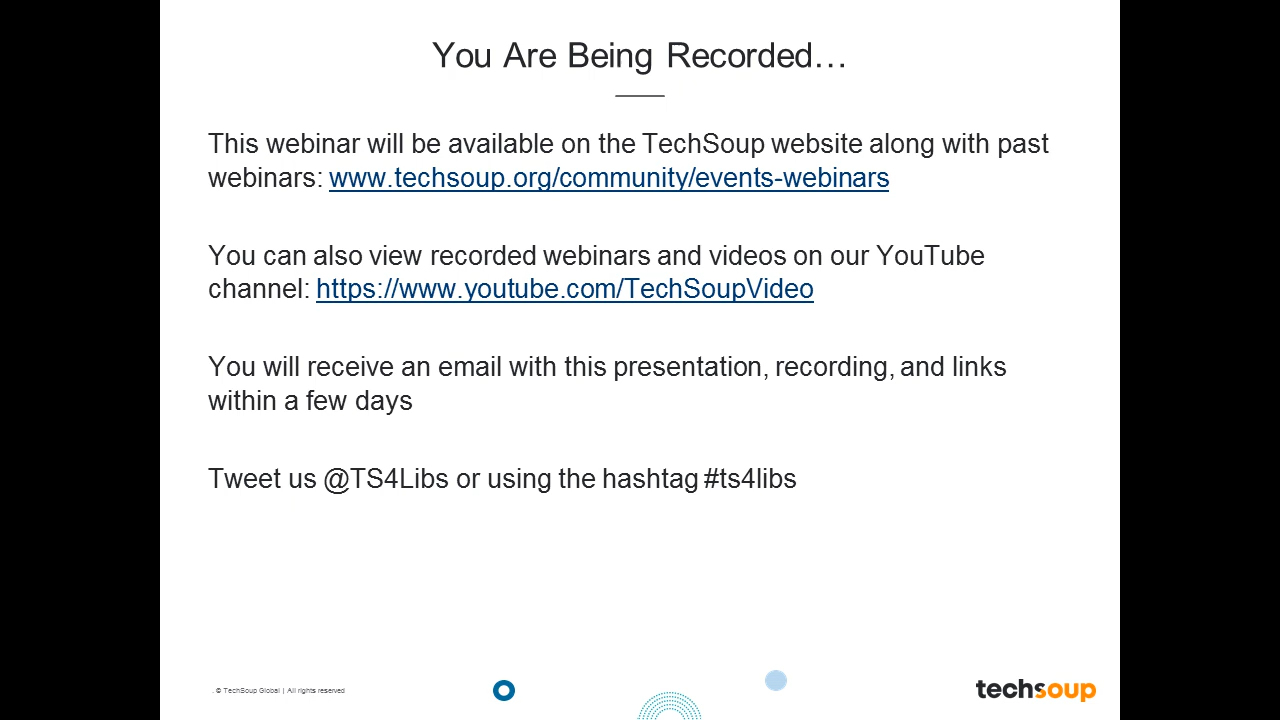 You Are Being Recorded…
This webinar will be available on the TechSoup website along with past
webinars: www.techsoup.org/community/events-webinars
You can also view recorded webinars and videos on our YouTube
channel: https://www.youtube.com/TechSoupVideo
You will receive an email with this presentation, recording, and links
within a few days
Tweet us @TS4Libs or using the hashtag #ts4libs
. © TechSoup Global | All rights reserved
techsoup